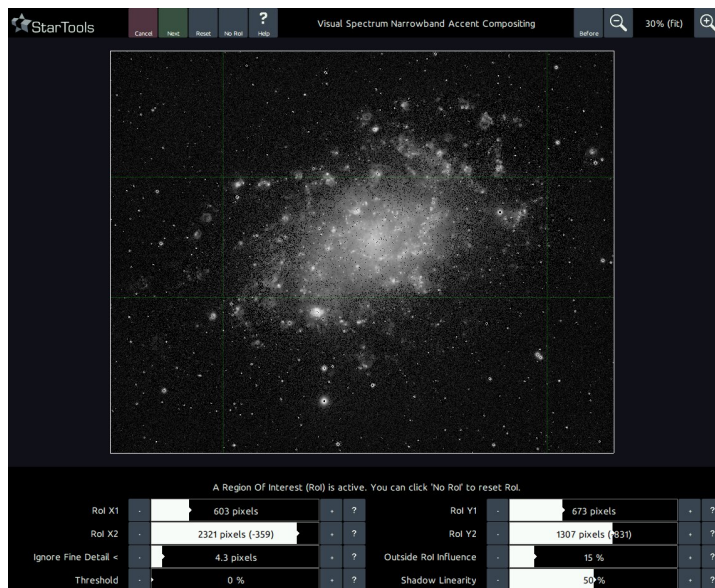 StarTools
Cancel Next Reset No RoI ? Help Visual Spectrum Narrowband Accent Compositing Before 30% (fit)
A Region Of Interest (RoI) is active. You can click 'No RoI' to reset RoI.
RoI X1 - 603 pixels + ? RoI Y1 - 673 pixels + ?
RoI X2 - 2321 pixels (-359) + ? RoI Y2 - 1307 pixels (-831) + ?
Ignore Fine Detail < - 4.3 pixels + ? Outside RoI Influence - 15 % + ?
Threshold - 0 % + ? Shadow Linearity - 50 % + ?